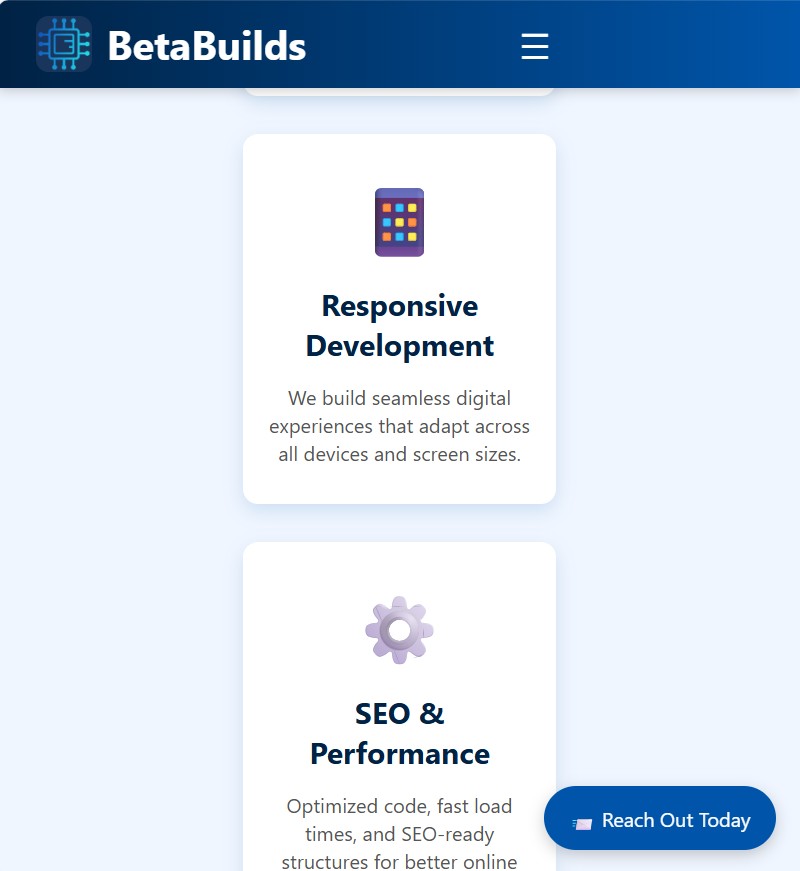 BetaBuilds
Responsive
Development
We build seamless digital
experiences that adapt across
all devices and screen sizes.
SEO &
Performance
Optimized code, fast load
times, and SEO-ready
structures for better online
Reach Out Today